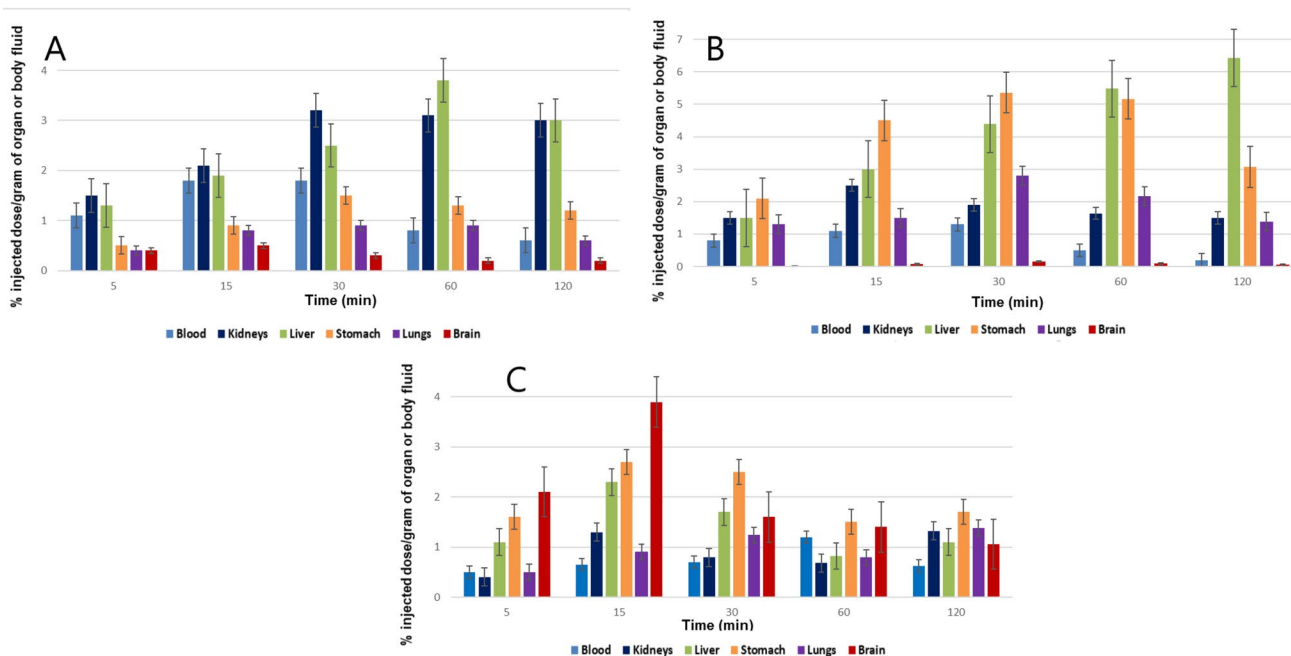 A
% injected dose/gram of organ or body fluid
4
3
2
1
0
5 15 30 60 120
Time (min)
Blood Kidneys Liver Stomach Lungs Brain
B
% injected dose/gram of organ or body fluid
7
6
5
4
3
2
1
0
5 15 30 60 120
Time (min)
Blood Kidneys Liver Stomach Lungs Brain
C
% injected dose/gram of organ or body fluid
4
3
2
1
0
5 15 30 60 120
Time (min)
Blood Kidneys Liver Stomach Lungs Brain